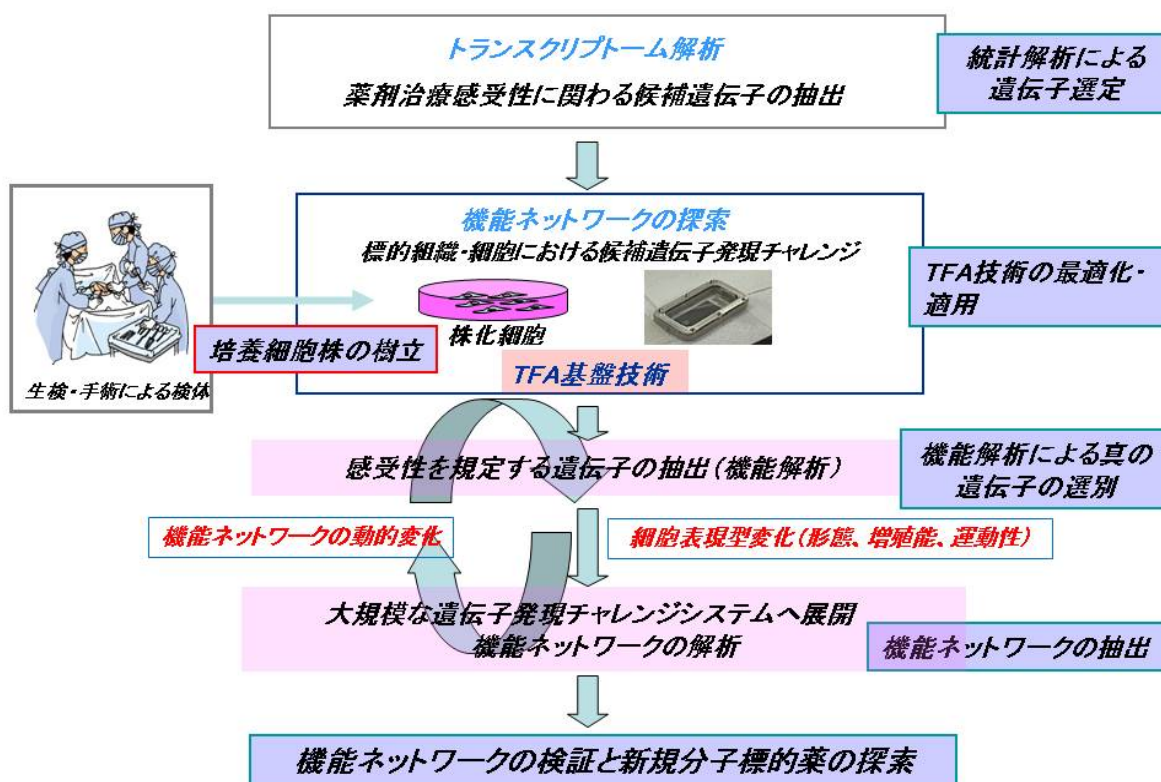 トランスクリプトーム解析
薬剤治療感受性に関わる候補遺伝子の抽出
統計解析による
遺伝子選定
機能ネットワークの探索
標的組織・細胞における候補遺伝子発現チャレンジ
株化細胞
TFA基盤技術
TFA技術の最適化・
適用
培養細胞株の樹立
生検・手術による検体
感受性を規定する遺伝子の抽出(機能解析)
機能解析による真の
遺伝子の選別
機能ネットワークの動的変化
細胞表現型変化(形態、増殖能、運動性)
大規模な遺伝子発現チャレンジシステムへ展開
機能ネットワークの解析
機能ネットワークの抽出
機能ネットワークの検証と新規分子標的薬の探索